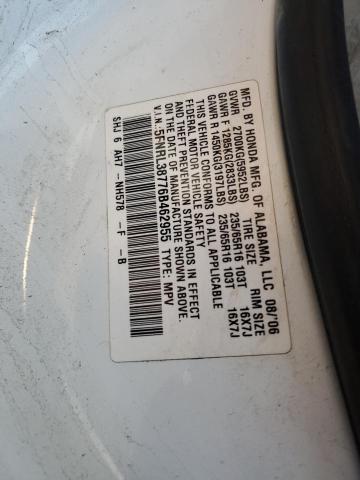 MFD. BY HONDA MFG. OF ALABAMA, LLC 08/'06
GVWR 2700KG(5952LBS) TIRE SIZE RIM SIZE
GAWR F 1285KG(2833LBS) 235/65R16 103T 16X7J
GAWR R 1450KG(3197LBS) 235/65R16 103T 16X7J
THIS VEHICLE CONFORMS TO ALL APPLICABLE
FEDERAL MOTOR VEHICLE SAFETY
AND THEFT PREVENTION STANDARDS IN EFFECT
ON THE DATE OF MANUFACTURE SHOWN ABOVE.
5FNRL38776B462965 TYPE: MPV
SHJ 6 AH7 -NH578 -F -B